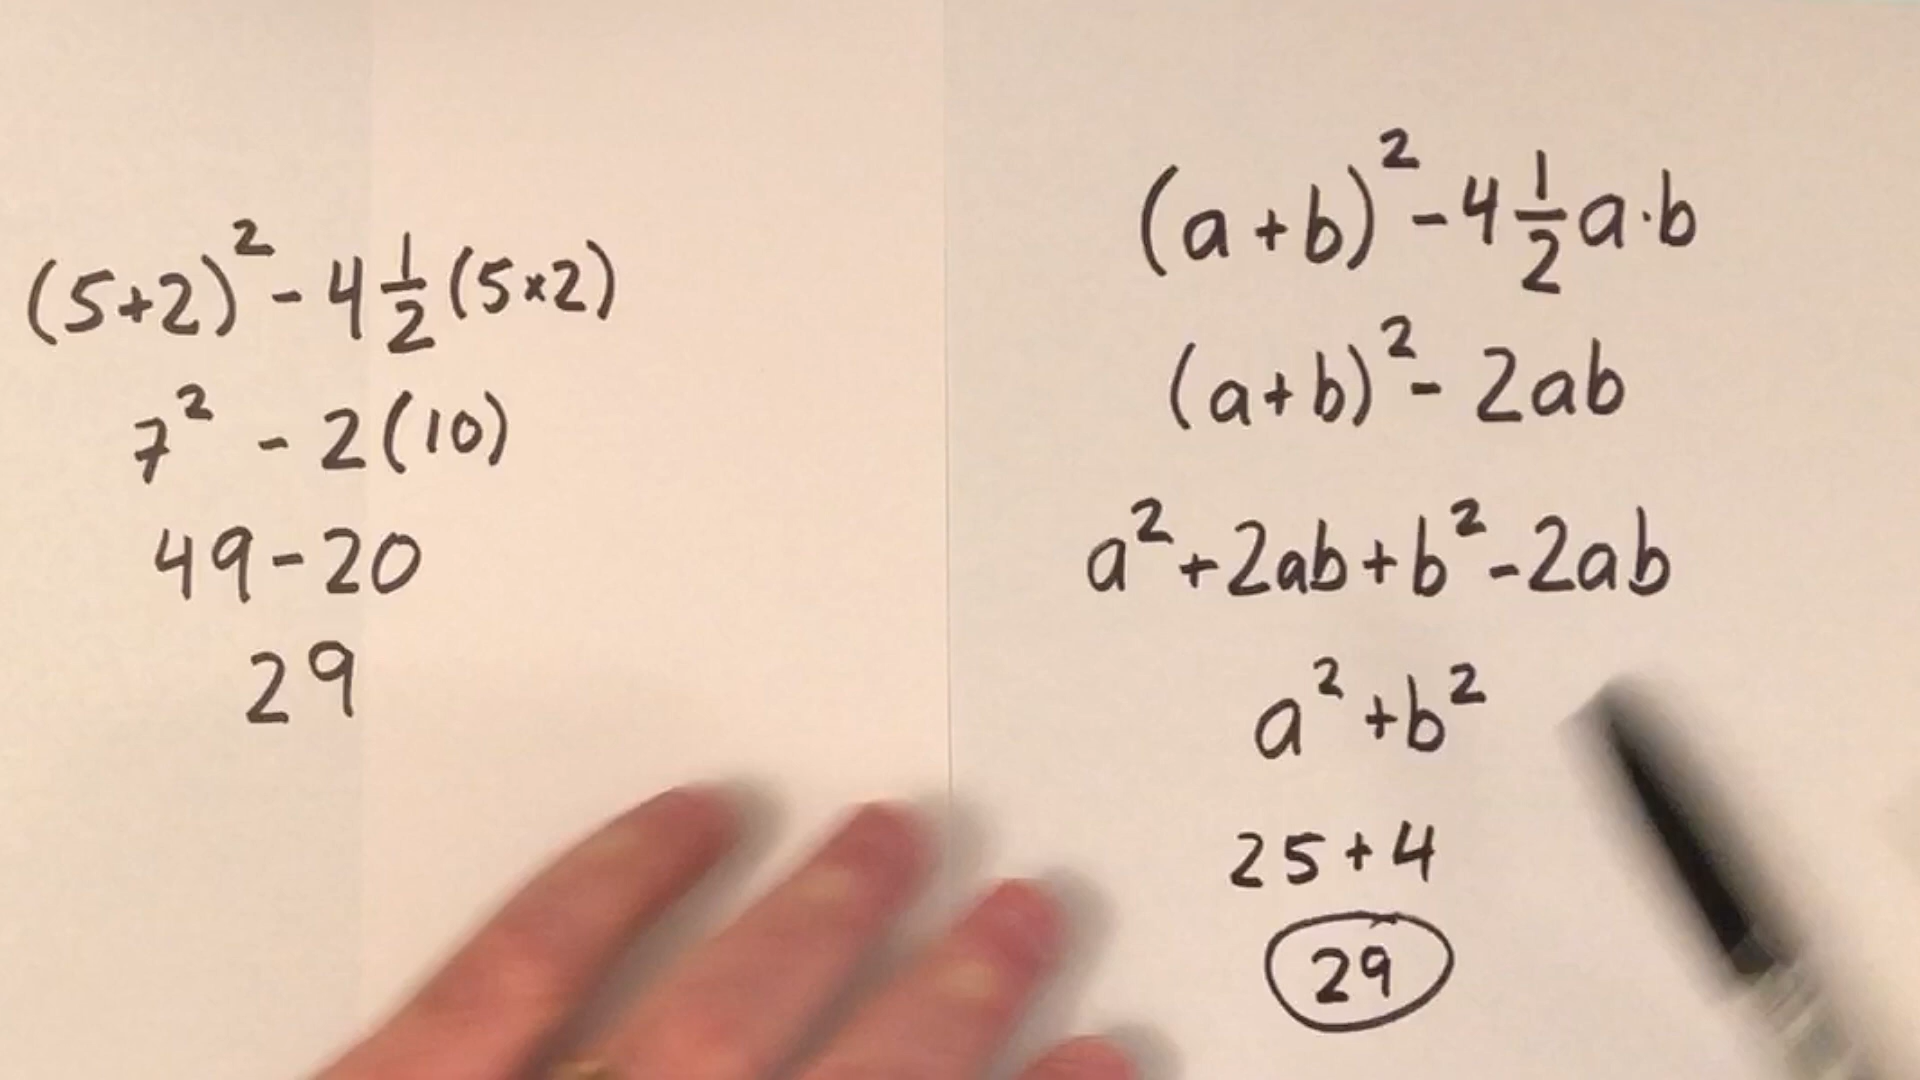 (5+2)² - 4 1/2 (5×2)
7² - 2(10)
49-20
29
(a+b)² - 4 1/2 a·b
(a+b)² - 2ab
a²+2ab+b²-2ab
a²+b²
25+4
29